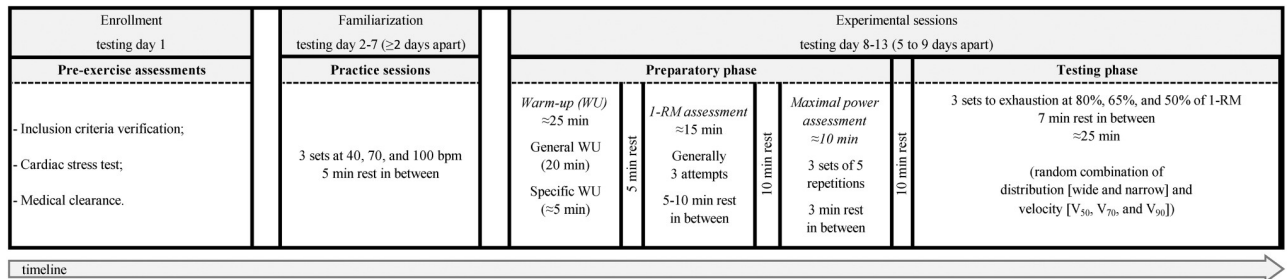 Enrollment
testing day 1
Pre-exercise assessments
- Inclusion criteria verification;
- Cardiac stress test;
- Medical clearance.
Familiarization
testing day 2-7 (≥2 days apart)
Practice sessions
3 sets at 40, 70, and 100 bpm
5 min rest in between
Experimental sessions
testing day 8-13 (5 to 9 days apart)
Preparatory phase
Warm-up (WU)
≈25 min
General WU
(20 min)
Specific WU
(≈5 min)
5 min rest
1-RM assessment
≈15 min
Generally
3 attempts
5-10 min rest
in between
10 min rest
Maximal power
assessment
≈10 min
3 sets of 5
repetitions
3 min rest
in between
10 min rest
Testing phase
3 sets to exhaustion at 80%, 65%, and 50% of 1-RM
7 min rest in between
≈25 min
(random combination of
distribution [wide and narrow] and
velocity [V50, V70, and V90])
timeline